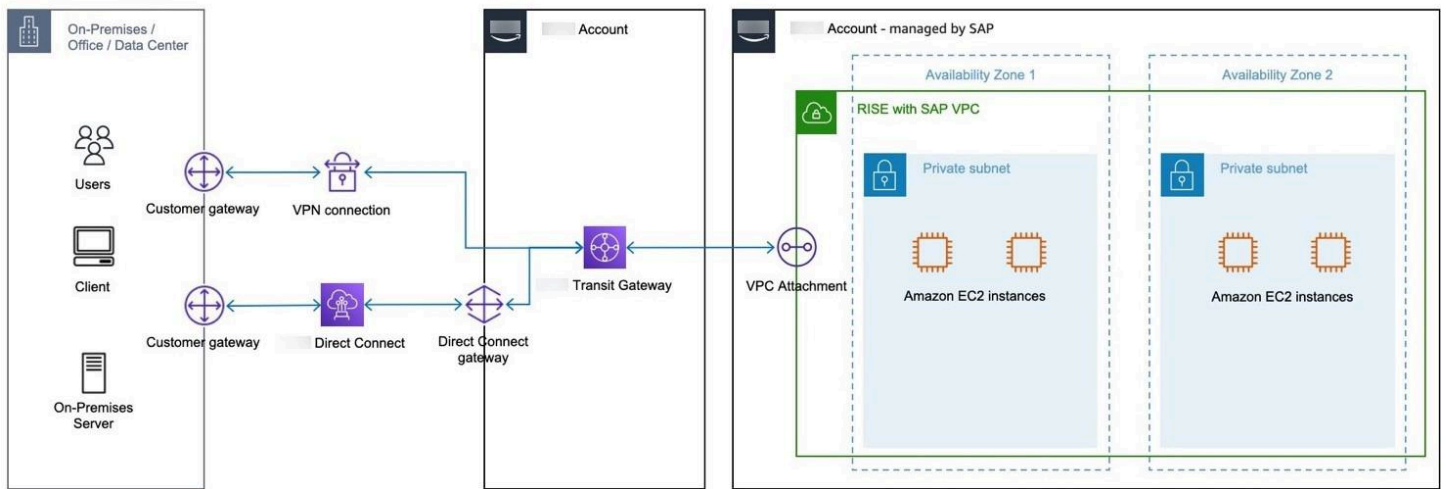 On-Premises /
Office / Data Center
Users
Client
On-Premises
Server
Customer gateway
VPN connection
Customer gateway
Direct Connect
Direct Connect
gateway
Account
Transit Gateway
Account - managed by SAP
VPC Attachment
RISE with SAP VPC
Availability Zone 1
Private subnet
Amazon EC2 instances
Availability Zone 2
Private subnet
Amazon EC2 instances